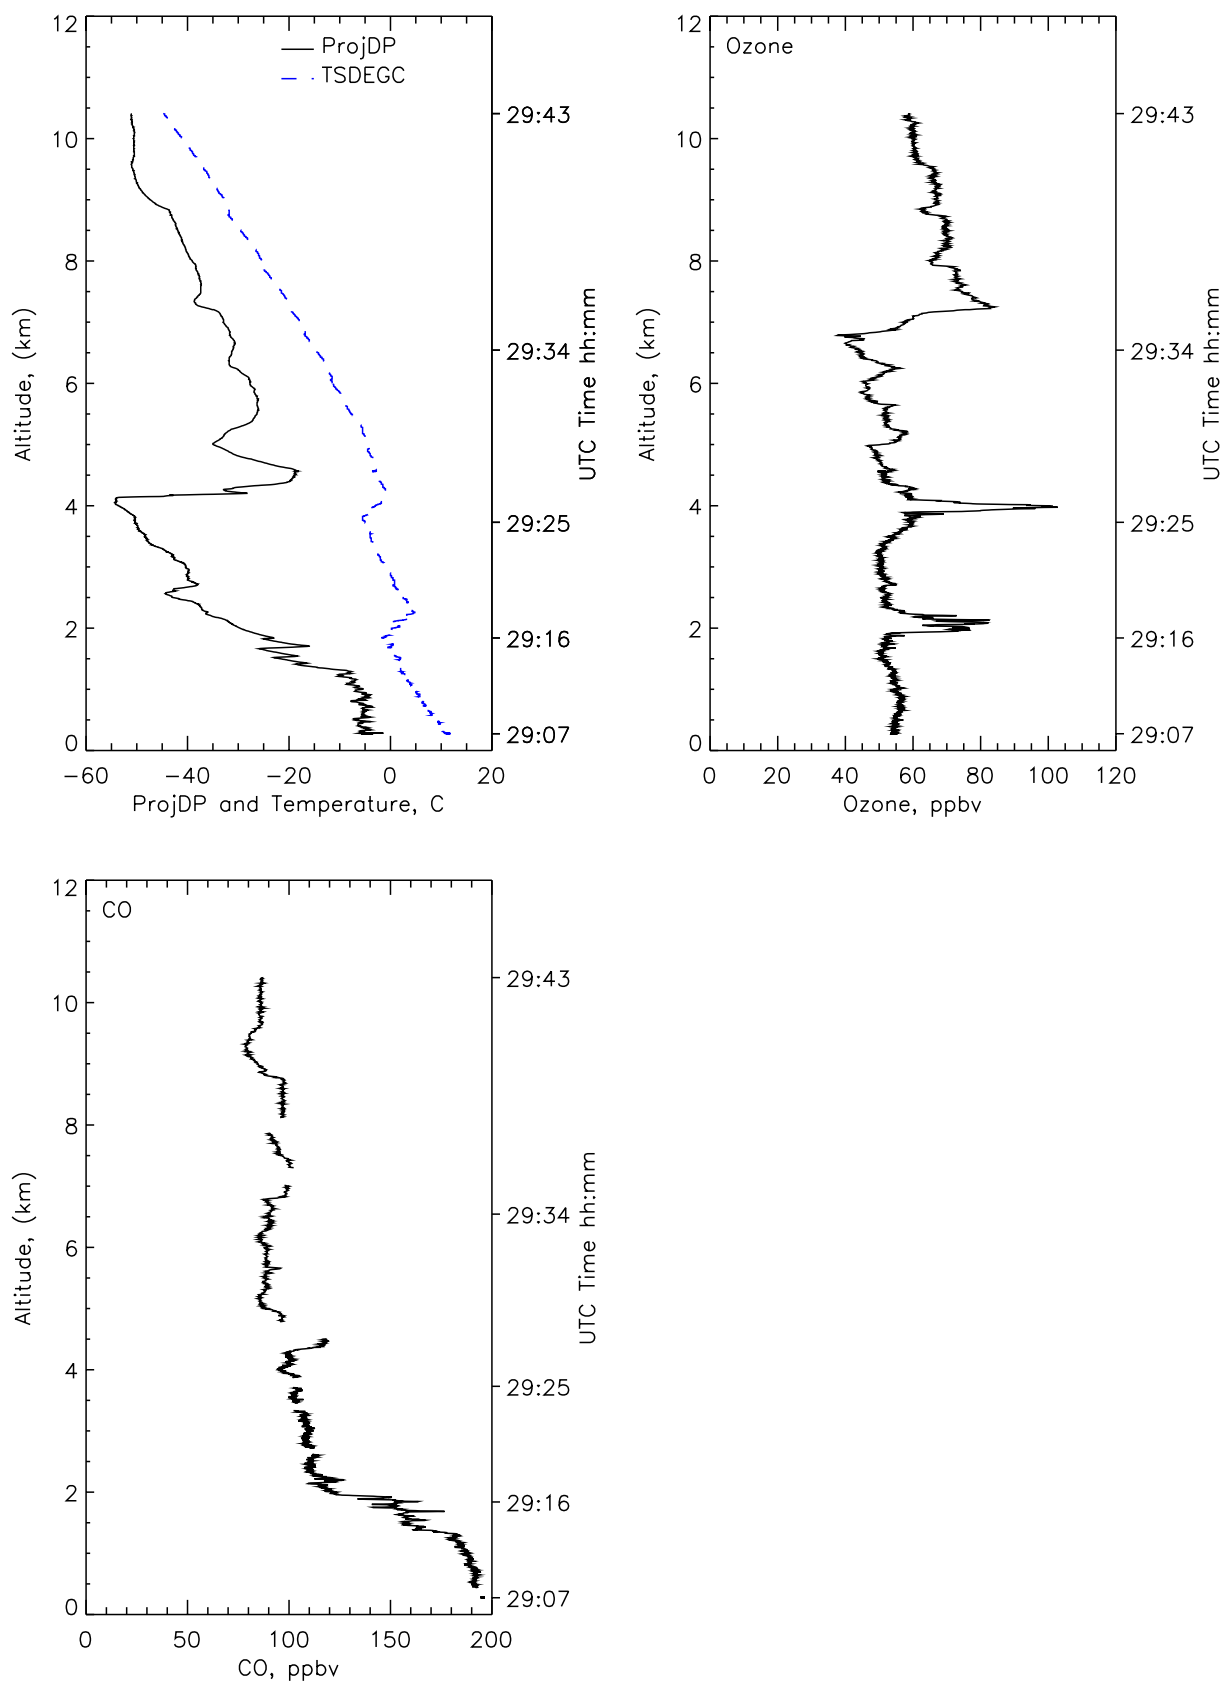 12
10
8
6
4
2
0
Altitude, (km)
ProjDP
TSDEGC
29:43
29:34
29:25
29:16
29:07
UTC Time hh:mm
−60 −40 −20 0 20
ProjDP and Temperature, C
12
10
8
6
4
2
0
Altitude, (km)
Ozone
29:43
29:34
29:25
29:16
29:07
UTC Time hh:mm
0 20 40 60 80 100 120
Ozone, ppbv
12
10
8
6
4
2
0
Altitude, (km)
CO
29:43
29:34
29:25
29:16
29:07
UTC Time hh:mm
0 50 100 150 200
CO, ppbv